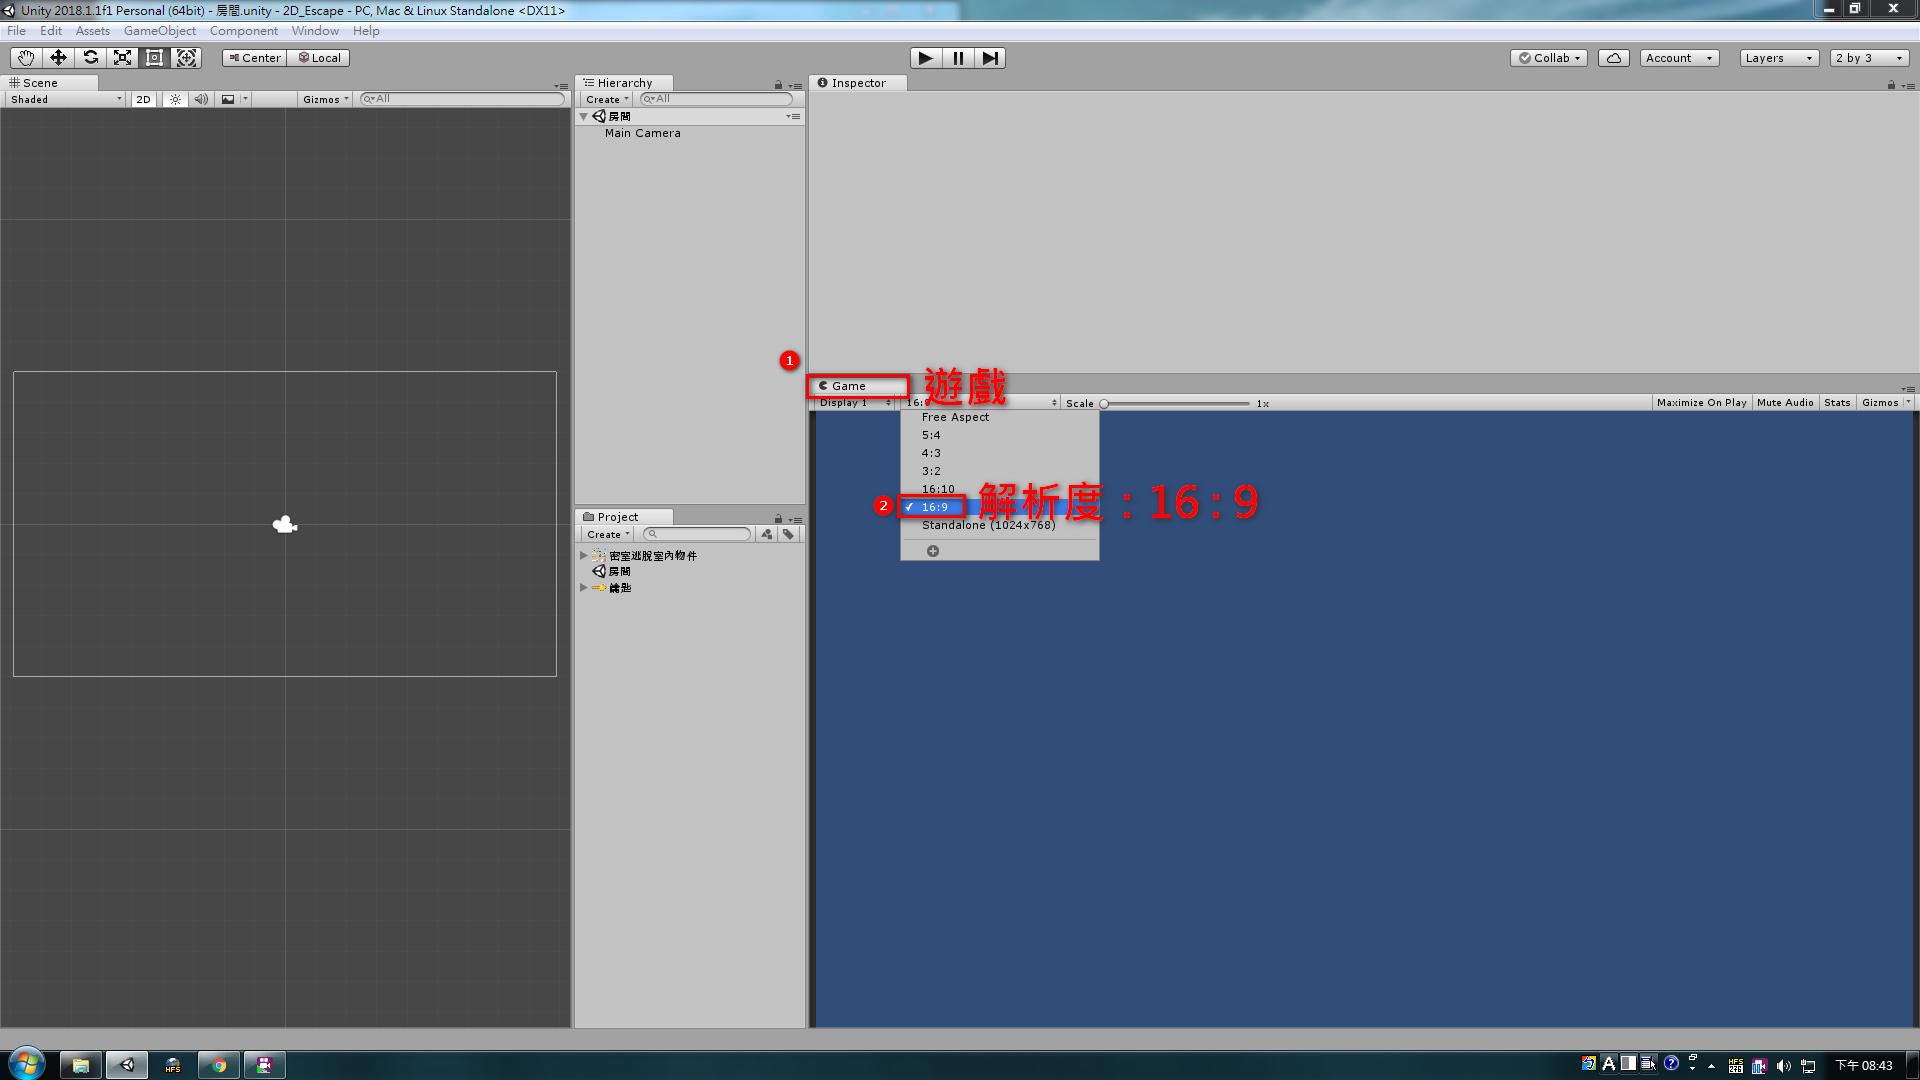 Unity 2018.1.1f1 Personal (64bit) - 房間.unity - 2D_Escape - PC, Mac & Linux Standalone <DX11>
File Edit Assets GameObject Component Window Help
Center Local
Collab Account Layers 2 by 3
Scene
Shaded 2D Gizmos All
Hierarchy
Create All
房間
Main Camera
Inspector
1
Game 遊戲
Display 1 16:9 Scale 1x Maximize On Play Mute Audio Stats Gizmos
Free Aspect
5:4
4:3
3:2
16:10
2 16:9 解析度：16：9
Standalone (1024x768)
Project
Create
密室逃脫室內物件
房間
鑰匙
下午 08:43